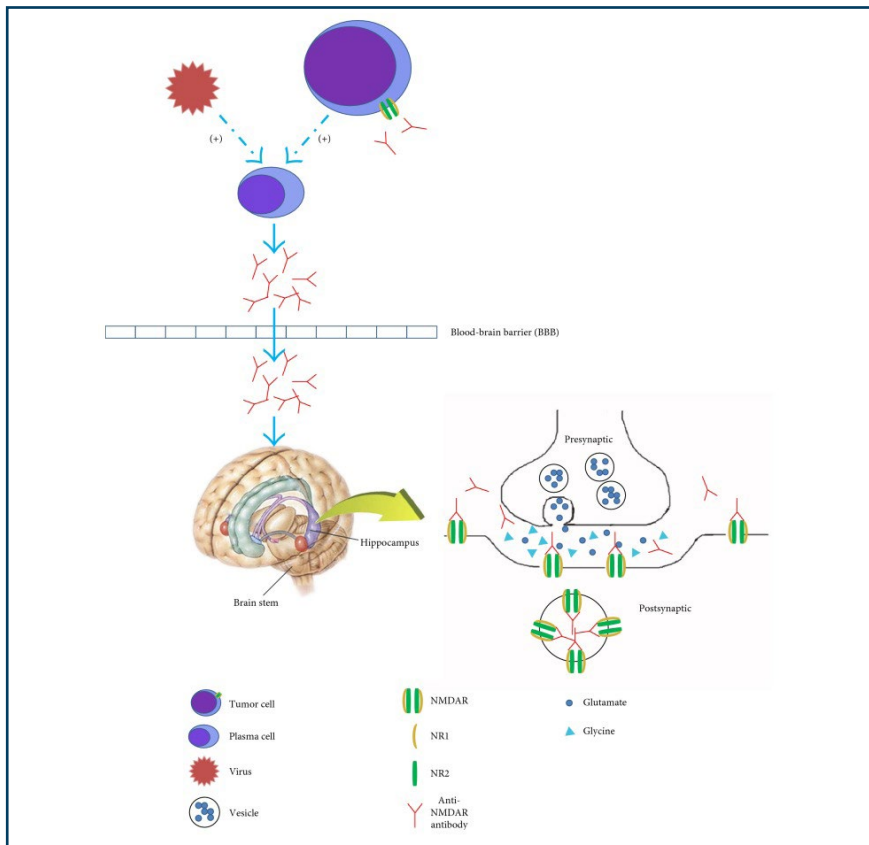 (+)
(+)
Blood-brain barrier (BBB)
Presynaptic
Hippocampus
Brain stem
Postsynaptic
Tumor cell
Plasma cell
Virus
Vesicle
NMDAR
NR1
NR2
Anti-
NMDAR
antibody
Glutamate
Glycine